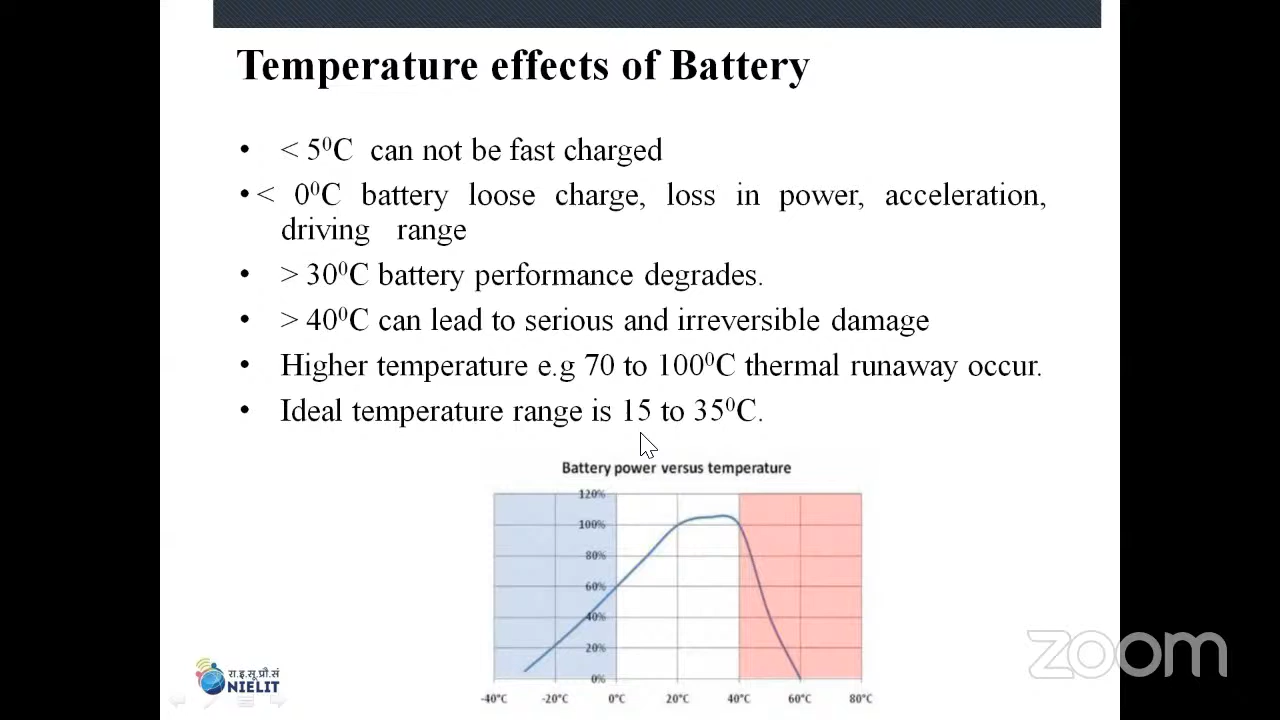 Temperature effects of Battery
• < 5⁰C can not be fast charged
• < 0⁰C battery loose charge, loss in power, acceleration,
driving range
• > 30⁰C battery performance degrades.
• > 40⁰C can lead to serious and irreversible damage
• Higher temperature e.g 70 to 100⁰C thermal runaway occur.
• Ideal temperature range is 15 to 35⁰C.
Battery power versus temperature
120%
100%
80%
60%
40%
20%
0%
-40°C -20°C 0°C 20°C 40°C 60°C 80°C
रा.इ.सू.प्रौ.सं
NIELIT
zoom